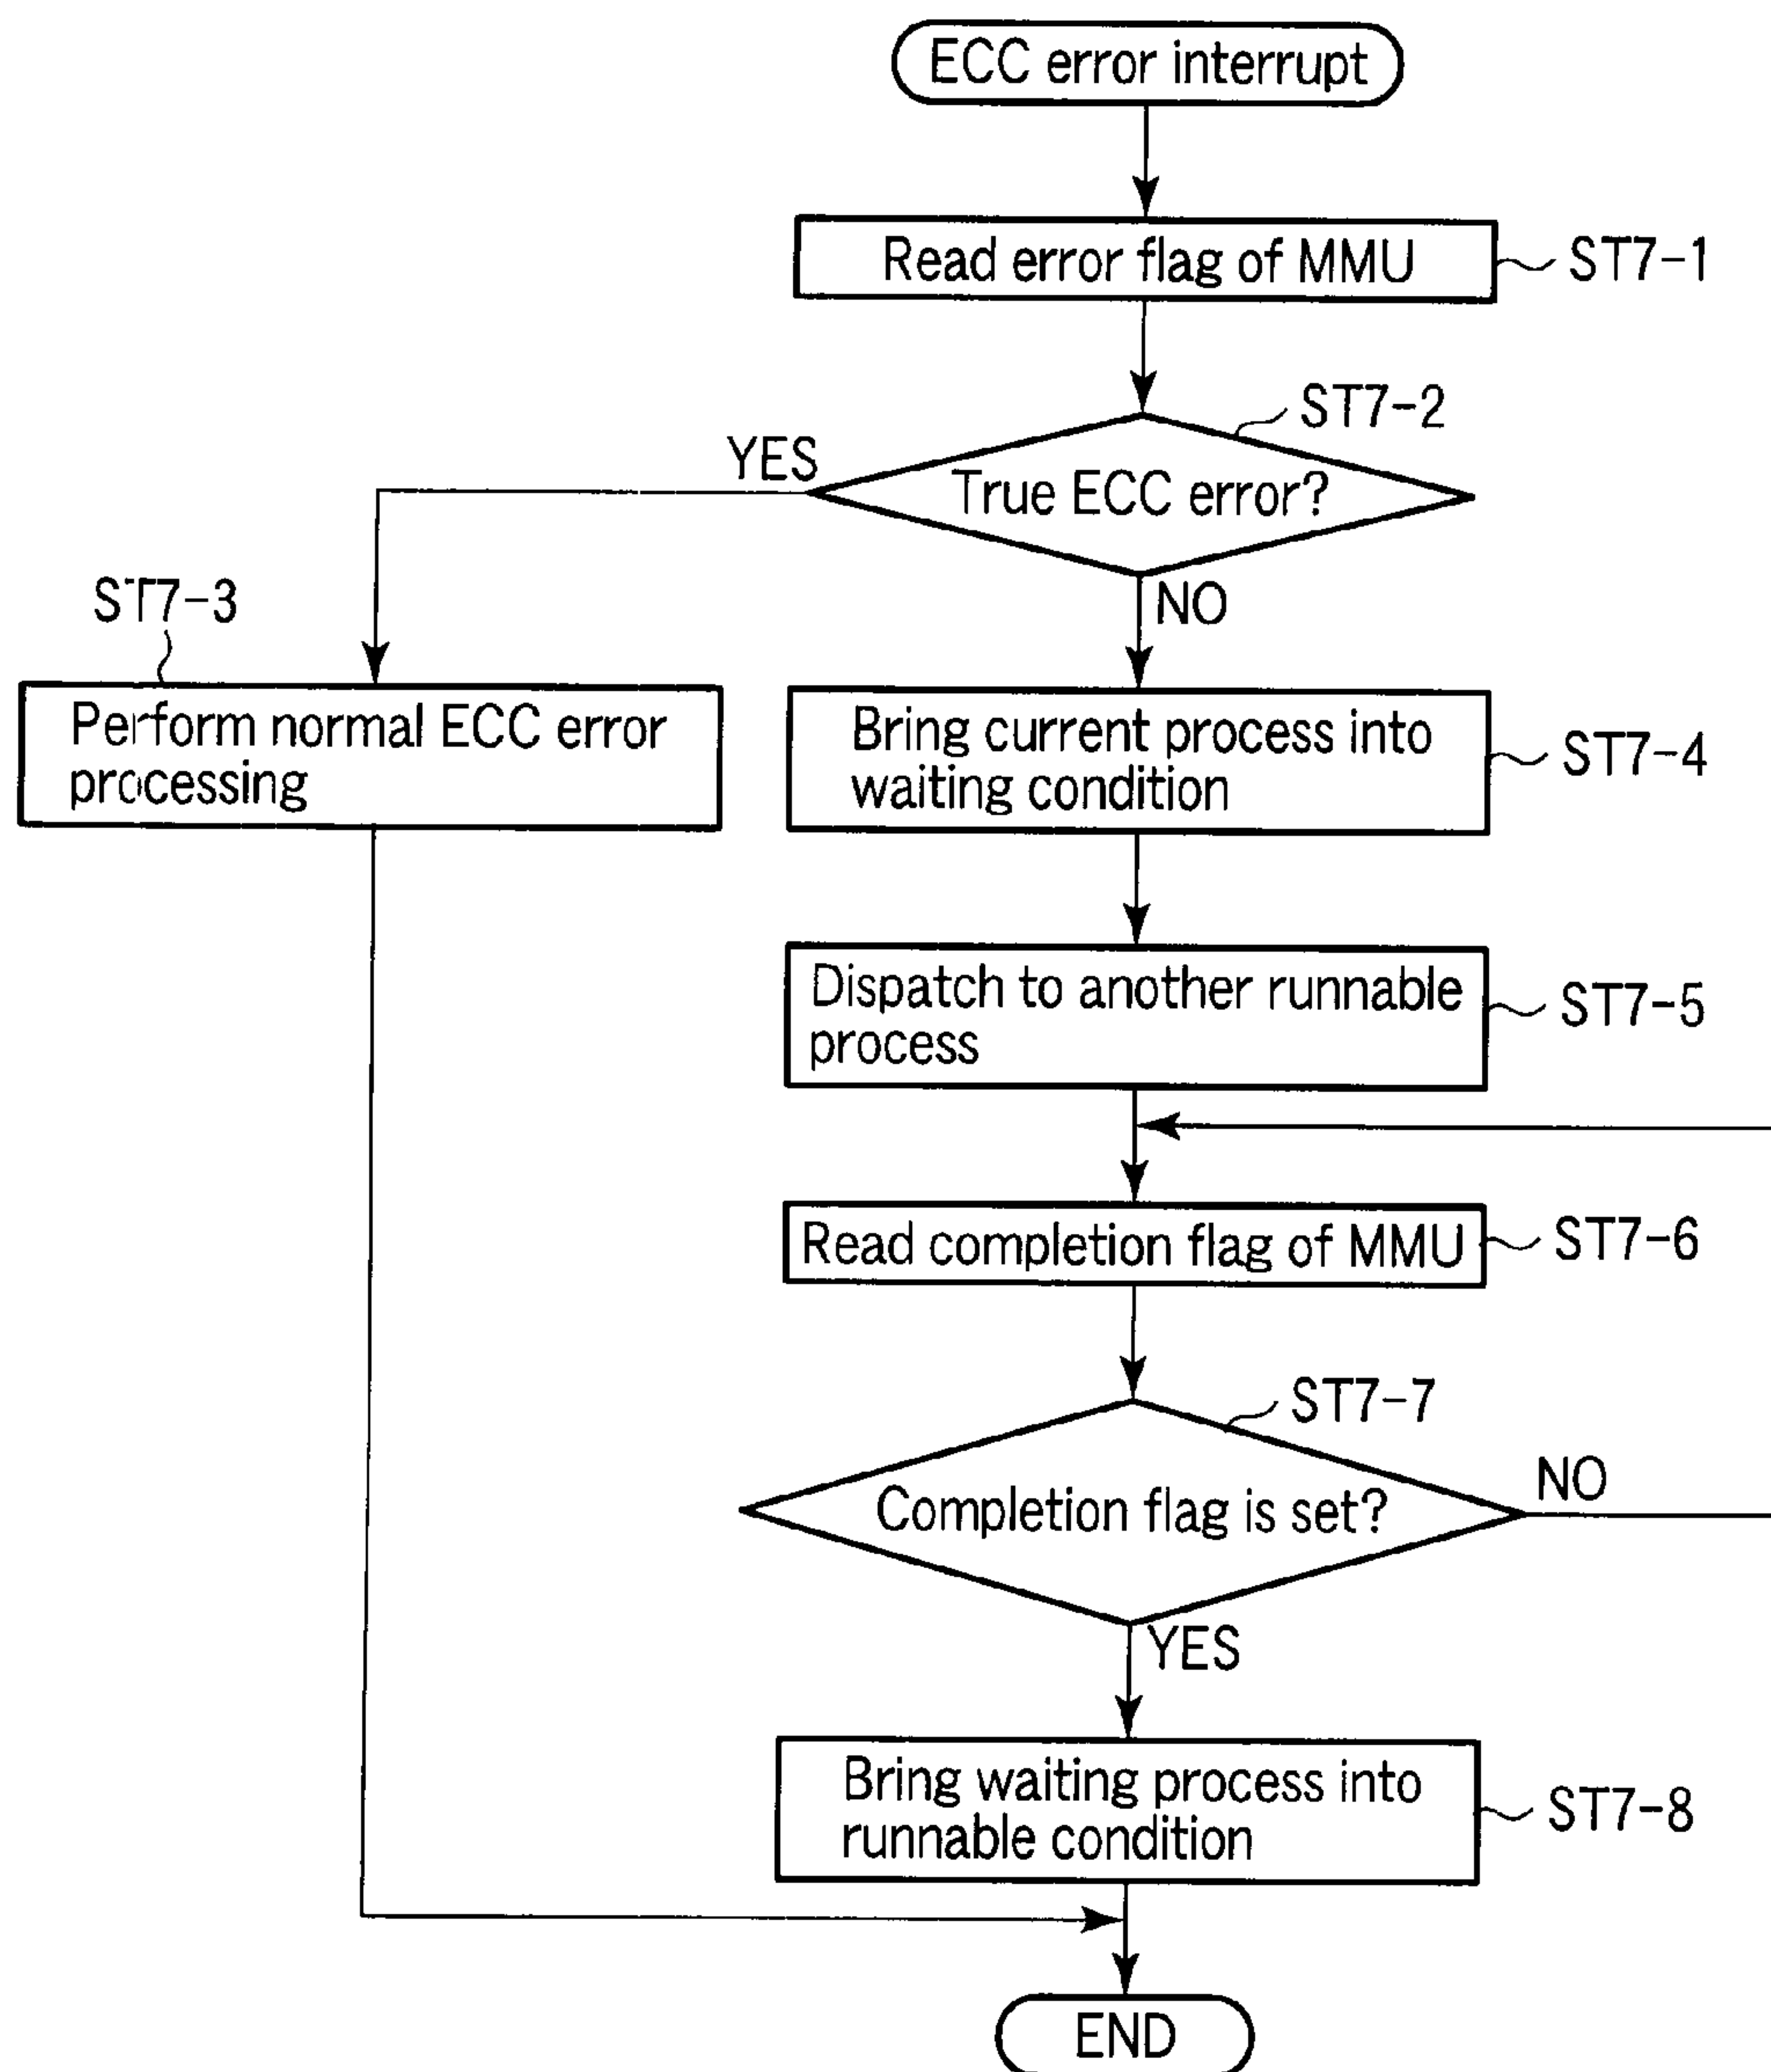 ECC error interrupt
Read error flag of MMU
ST7-1
ST7-2
YES
True ECC error?
NO
ST7-3
Perform normal ECC error
processing
Bring current process into
waiting condition
ST7-4
Dispatch to another runnable
process
ST7-5
Read completion flag of MMU
ST7-6
ST7-7
Completion flag is set?
NO
YES
Bring waiting process into
runnable condition
ST7-8
END